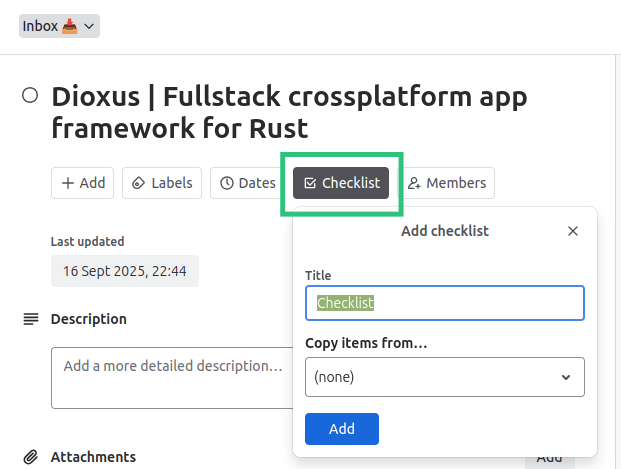 Inbox 📥
Dioxus | Fullstack crossplatform app
framework for Rust
Add
Labels
Dates
Checklist
Members
Add checklist
Title
Checklist
Copy items from…
(none)
Add
Last updated
16 Sept 2025, 22:44
Description
Add a more detailed description…
Attachments
Add